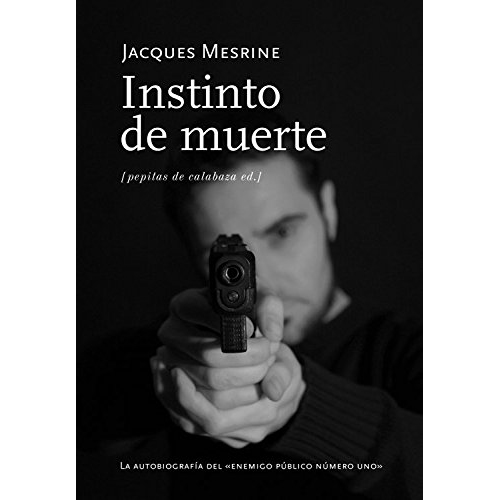 Jacques Mesrine
Instinto
de muerte
[pepitas de calabaza ed.]
La autobiografía del «enemigo público número uno»